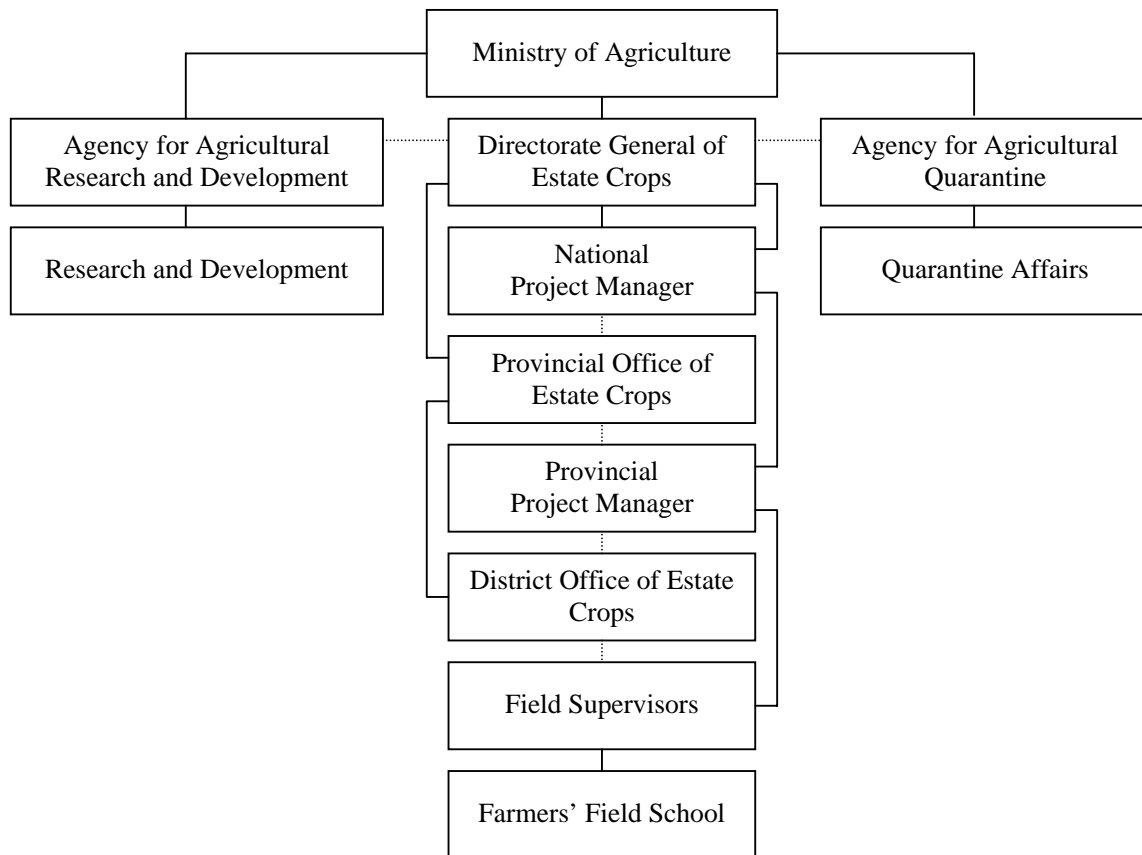 Ministry of Agriculture
Agency for Agricultural
Research and Development
Directorate General of
Estate Crops
Agency for Agricultural
Quarantine
Research and Development
National
Project Manager
Quarantine Affairs
Provincial Office of
Estate Crops
Provincial
Project Manager
District Office of Estate
Crops
Field Supervisors
Farmers’ Field School